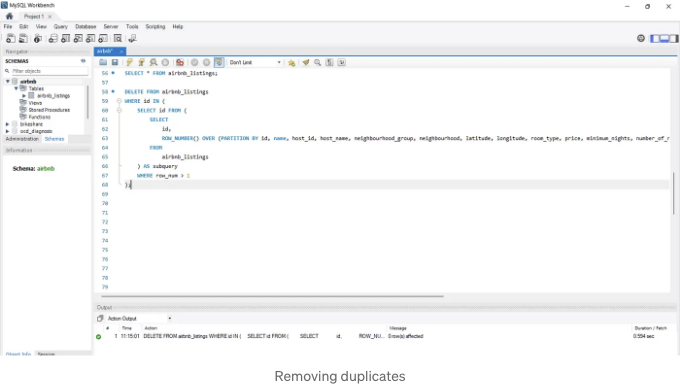 MySQL Workbench
Project 1
File Edit View Query Database Server Tools Scripting Help
Navigator
SCHEMAS
Filter objects
airbnb
Tables
airbnb_listings
Views
Stored Procedures
Functions
bikeshare
ocd_diagnosis
Administration Schemas
Information
Schema: airbnb
Object Info Session
airbnb*
Don't Limit
56 SELECT * FROM airbnb_listings;
57
58 DELETE FROM airbnb_listings
59 WHERE id IN (
60 SELECT id FROM (
61 SELECT
62 id,
63 ROW_NUMBER() OVER (PARTITION BY id, name, host_id, host_name, neighbourhood_group, neighbourhood, latitude, longitude, room_type, price, minimum_nights, number_of_r
64 FROM
65 airbnb_listings
66 ) AS subquery
67 WHERE row_num > 1
68 );
69
70
71
72
73
74
75
76
77
78
79
Output
Action Output
# Time Action Message Duration / Fetch
1 11:15:01 DELETE FROM airbnb_listings WHERE id IN ( SELECT id FROM ( SELECT id, ROW_NU... 0 row(s) affected 0.594 sec
Removing duplicates